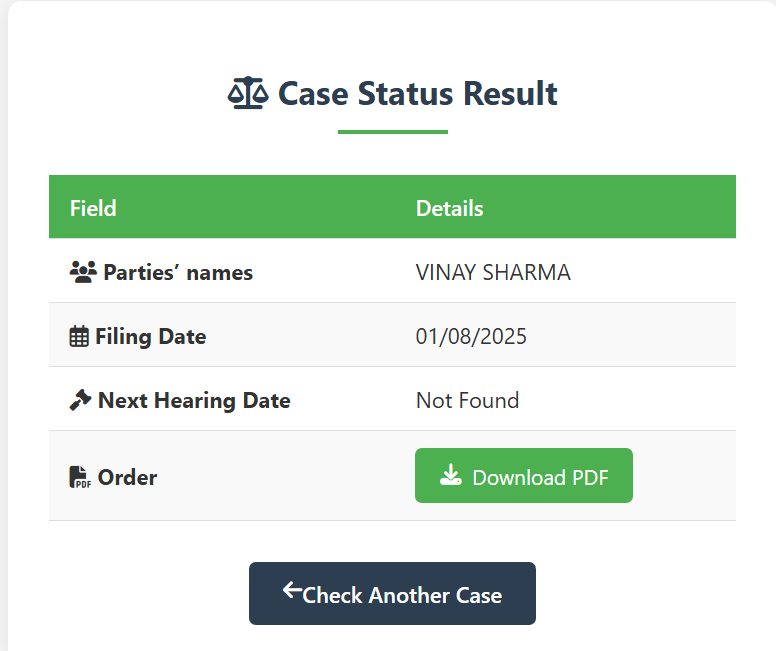 Case Status Result
Field Details
Parties’ names VINAY SHARMA
Filing Date 01/08/2025
Next Hearing Date Not Found
PDF Order Download PDF
Check Another Case